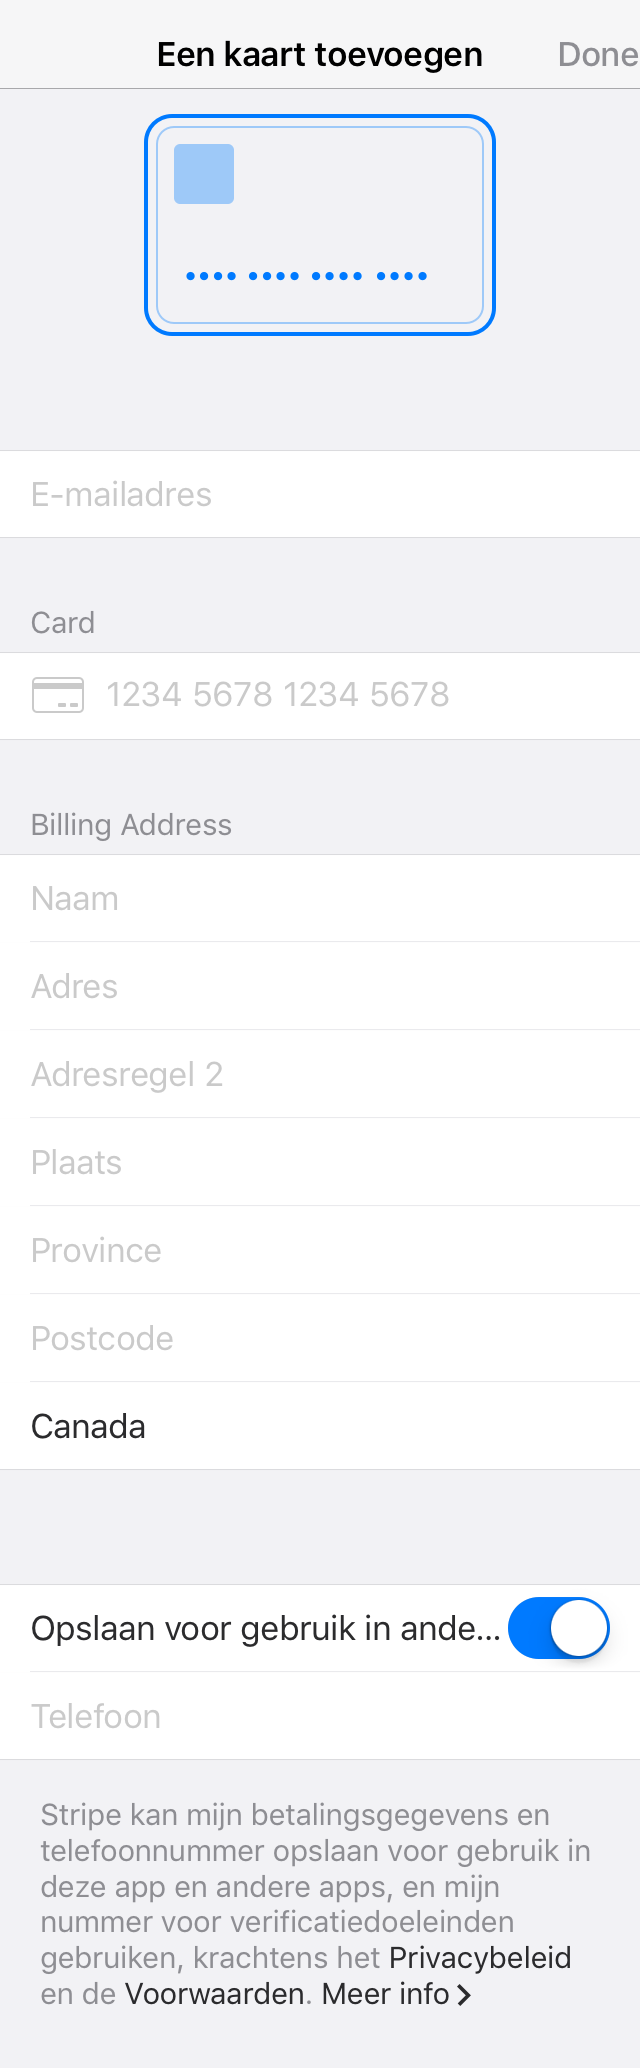 Een kaart toevoegen
Done
•••• •••• •••• ••••
E-mailadres
Card
1234 5678 1234 5678
Billing Address
Naam
Adres
Adresregel 2
Plaats
Province
Postcode
Canada
Opslaan voor gebruik in ande...
Telefoon
Stripe kan mijn betalingsgegevens en
telefoonnummer opslaan voor gebruik in
deze app en andere apps, en mijn
nummer voor verificatiedoeleinden
gebruiken, krachtens het Privacybeleid
en de Voorwaarden. Meer info